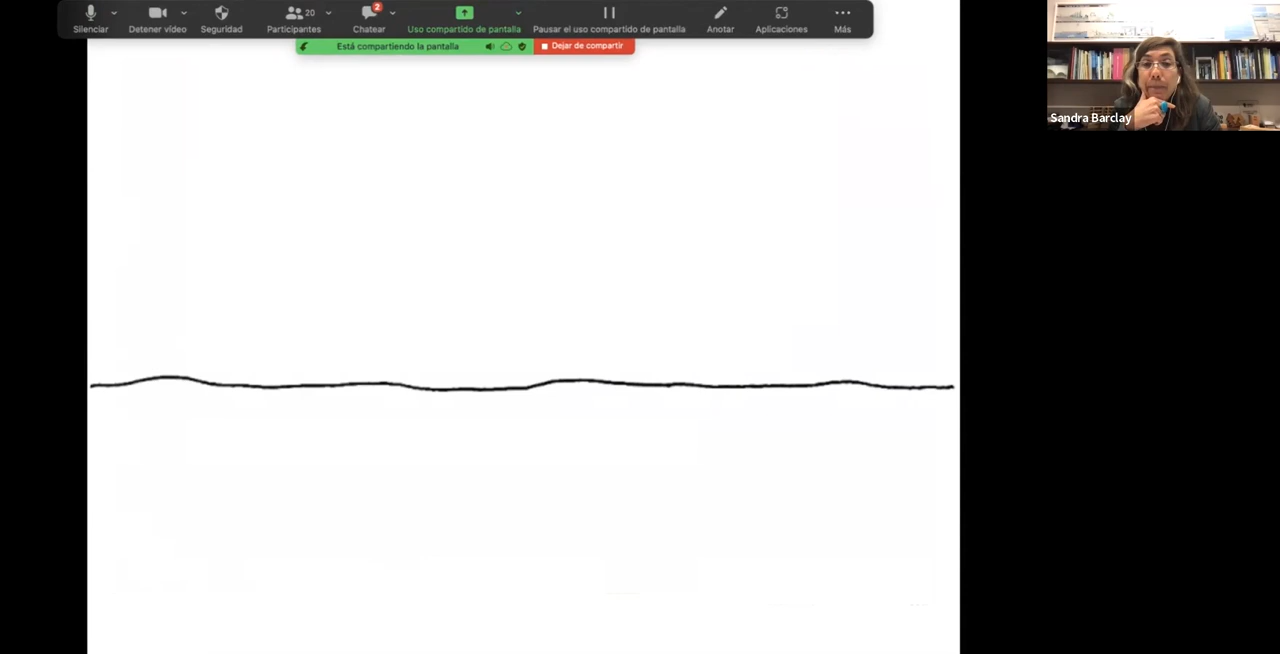 Silenciar Detener vídeo Seguridad Participantes 20 Chatear 2 Uso compartido de pantalla Pausar el uso compartido de pantalla Anotar Aplicaciones Más
Está compartiendo la pantalla Dejar de compartir
Sandra Barclay